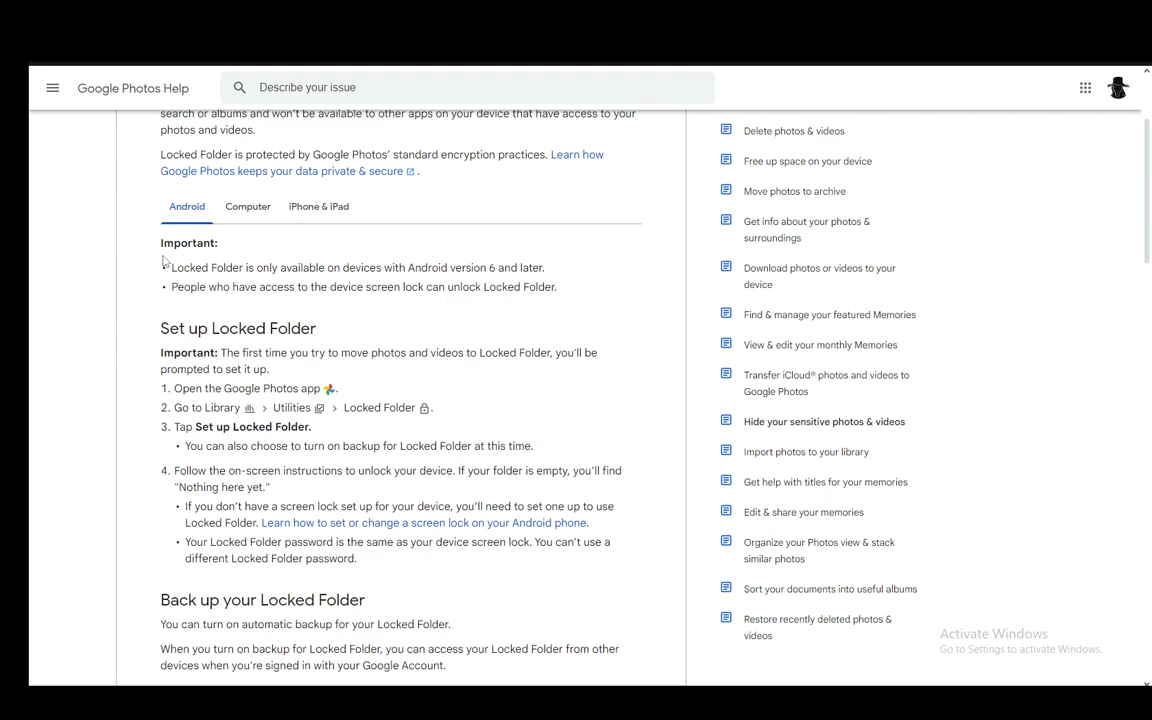 Google Photos Help
Describe your issue
search or albums and won't be available to other apps on your device that have access to your
photos and videos.
Locked Folder is protected by Google Photos' standard encryption practices. Learn how
Google Photos keeps your data private & secure .
Android Computer iPhone & iPad
Important:
• Locked Folder is only available on devices with Android version 6 and later.
• People who have access to the device screen lock can unlock Locked Folder.
Set up Locked Folder
Important: The first time you try to move photos and videos to Locked Folder, you'll be
prompted to set it up.
1. Open the Google Photos app .
2. Go to Library > Utilities > Locked Folder .
3. Tap Set up Locked Folder.
• You can also choose to turn on backup for Locked Folder at this time.
4. Follow the on-screen instructions to unlock your device. If your folder is empty, you'll find
"Nothing here yet."
• If you don't have a screen lock set up for your device, you'll need to set one up to use
Locked Folder. Learn how to set or change a screen lock on your Android phone.
• Your Locked Folder password is the same as your device screen lock. You can't use a
different Locked Folder password.
Back up your Locked Folder
You can turn on automatic backup for your Locked Folder.
When you turn on backup for Locked Folder, you can access your Locked Folder from other
devices when you're signed in with your Google Account.
Delete photos & videos
Free up space on your device
Move photos to archive
Get info about your photos &
surroundings
Download photos or videos to your
device
Find & manage your featured Memories
View & edit your monthly Memories
Transfer iCloud® photos and videos to
Google Photos
Hide your sensitive photos & videos
Import photos to your library
Get help with titles for your memories
Edit & share your memories
Organize your Photos view & stack
similar photos
Sort your documents into useful albums
Restore recently deleted photos &
videos
Activate Windows
Go to Settings to activate Windows.